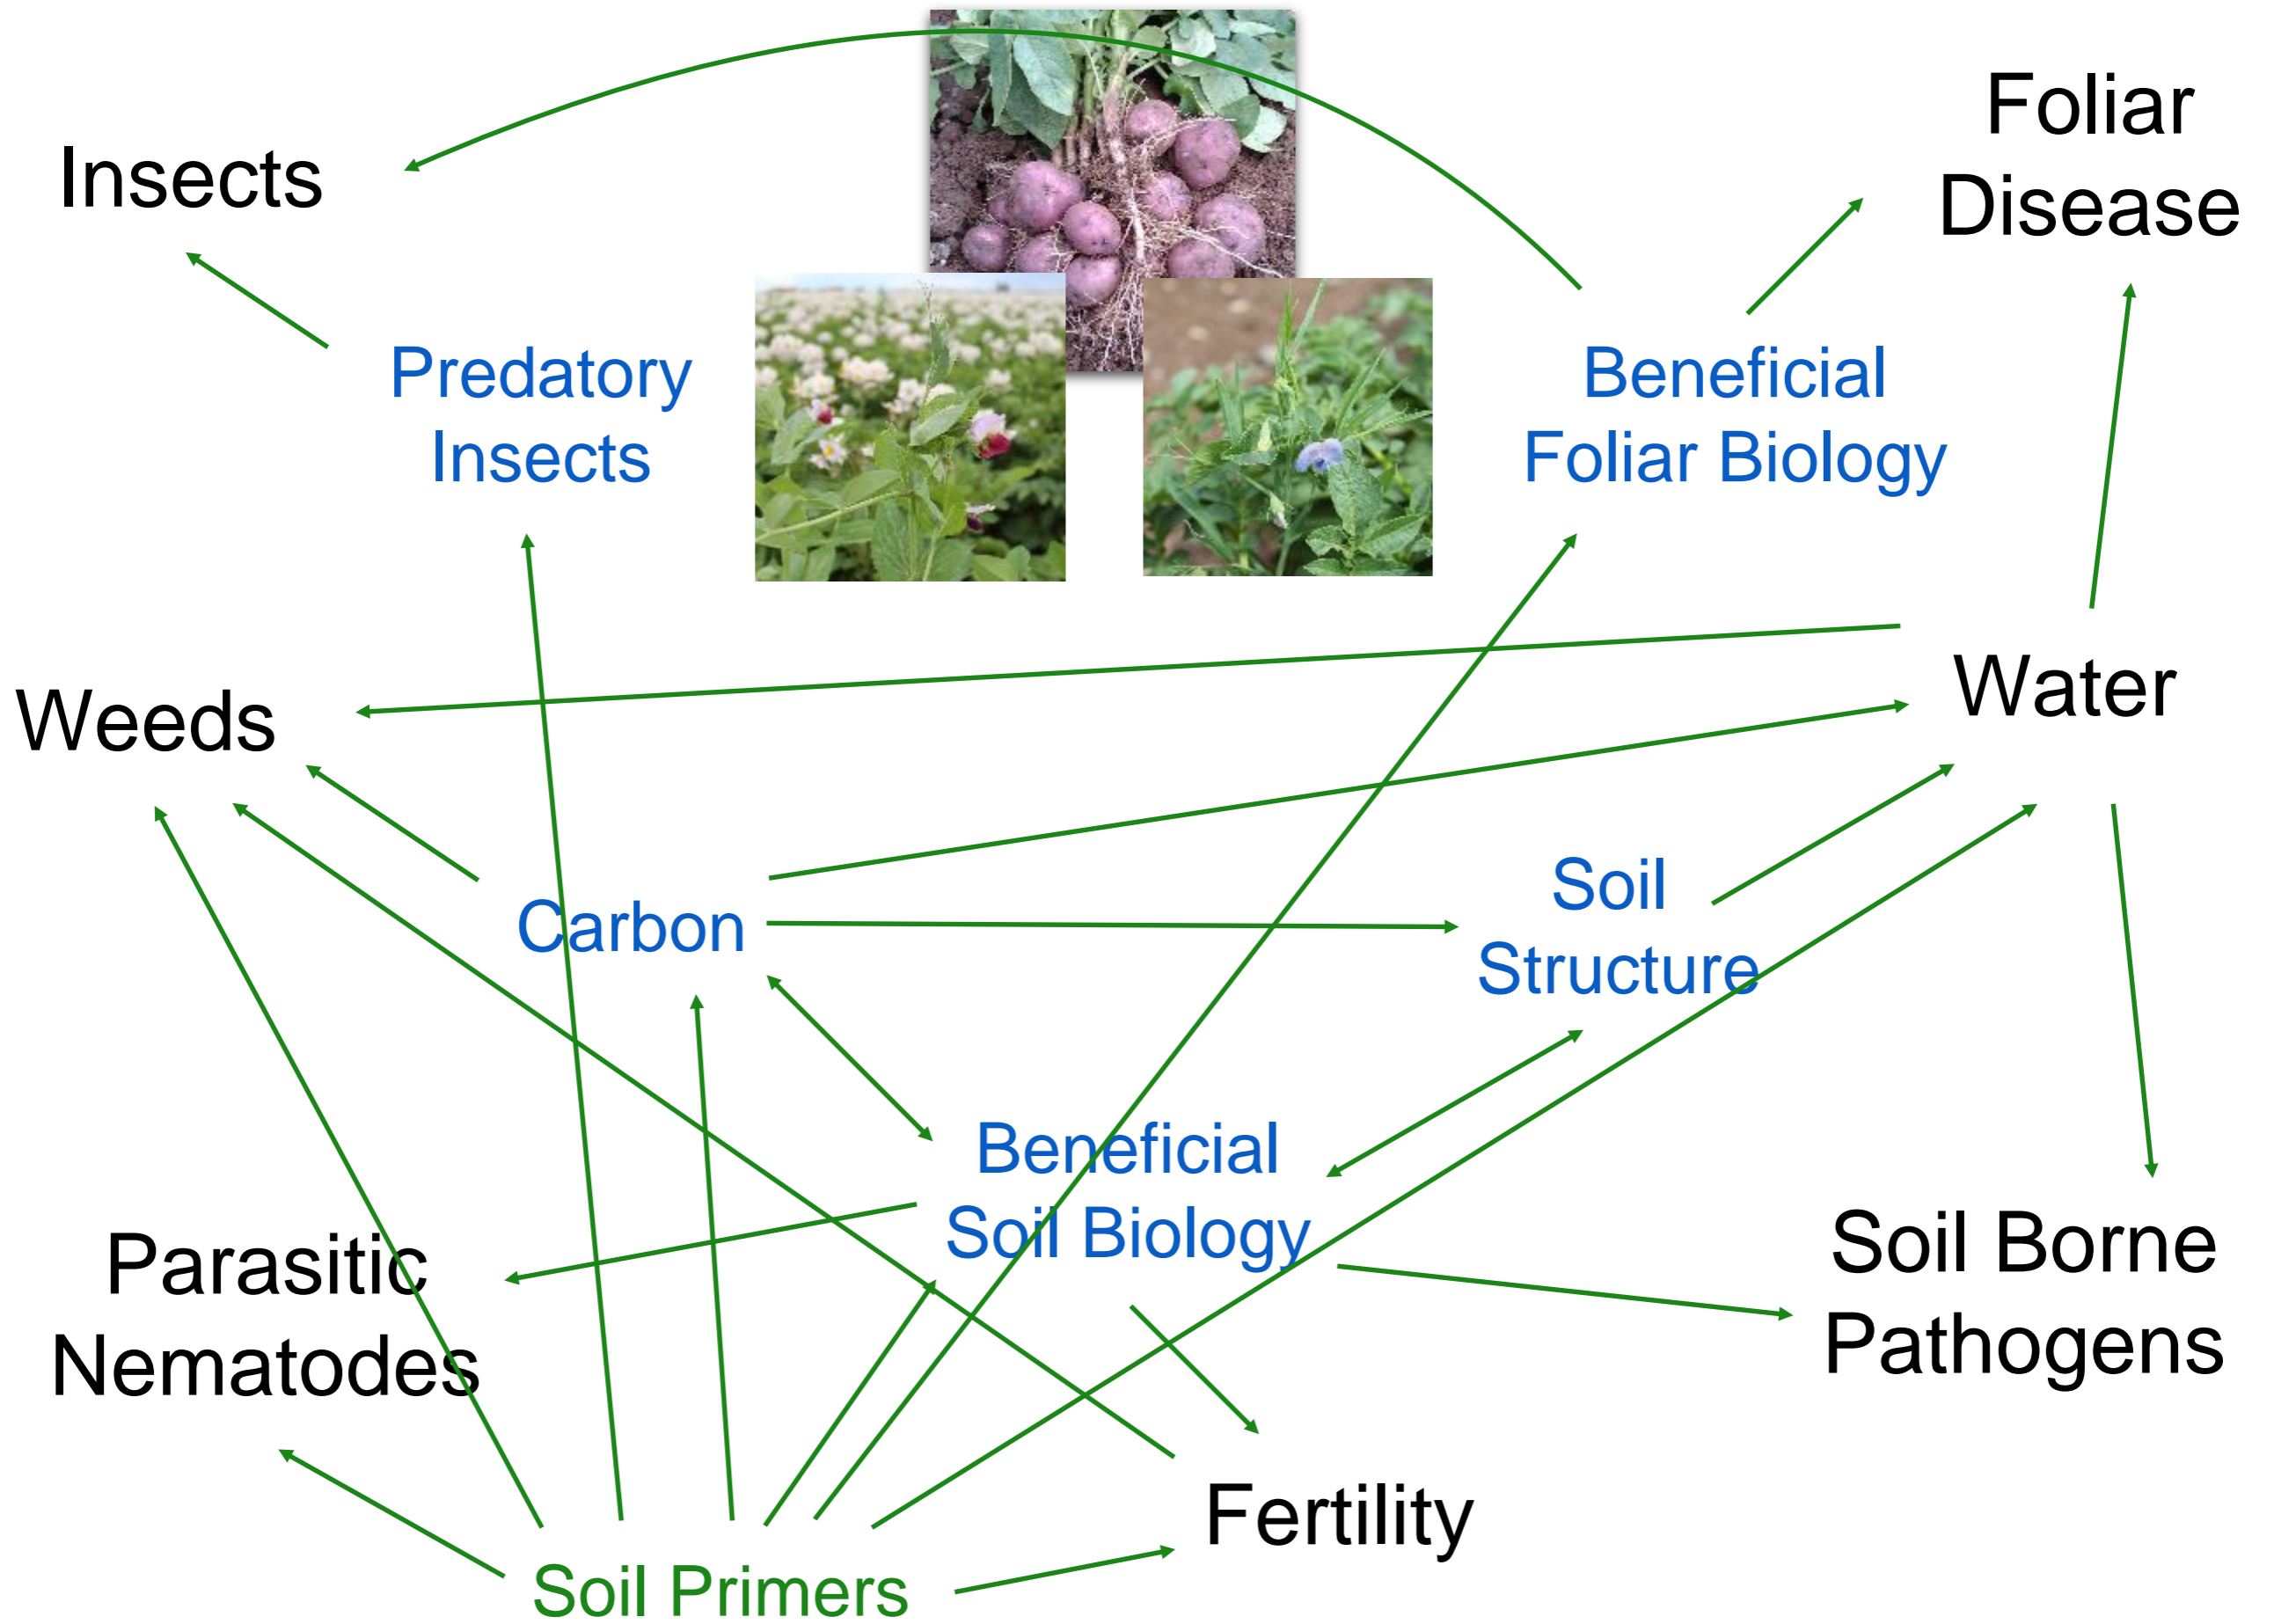 Foliar
Disease
Insects
Predatory
Insects
Beneficial
Foliar Biology
Weeds
Water
Carbon
Soil
Structure
Beneficial
Soil Biology
Parasitic
Nematodes
Soil Borne
Pathogens
Fertility
Soil Primers